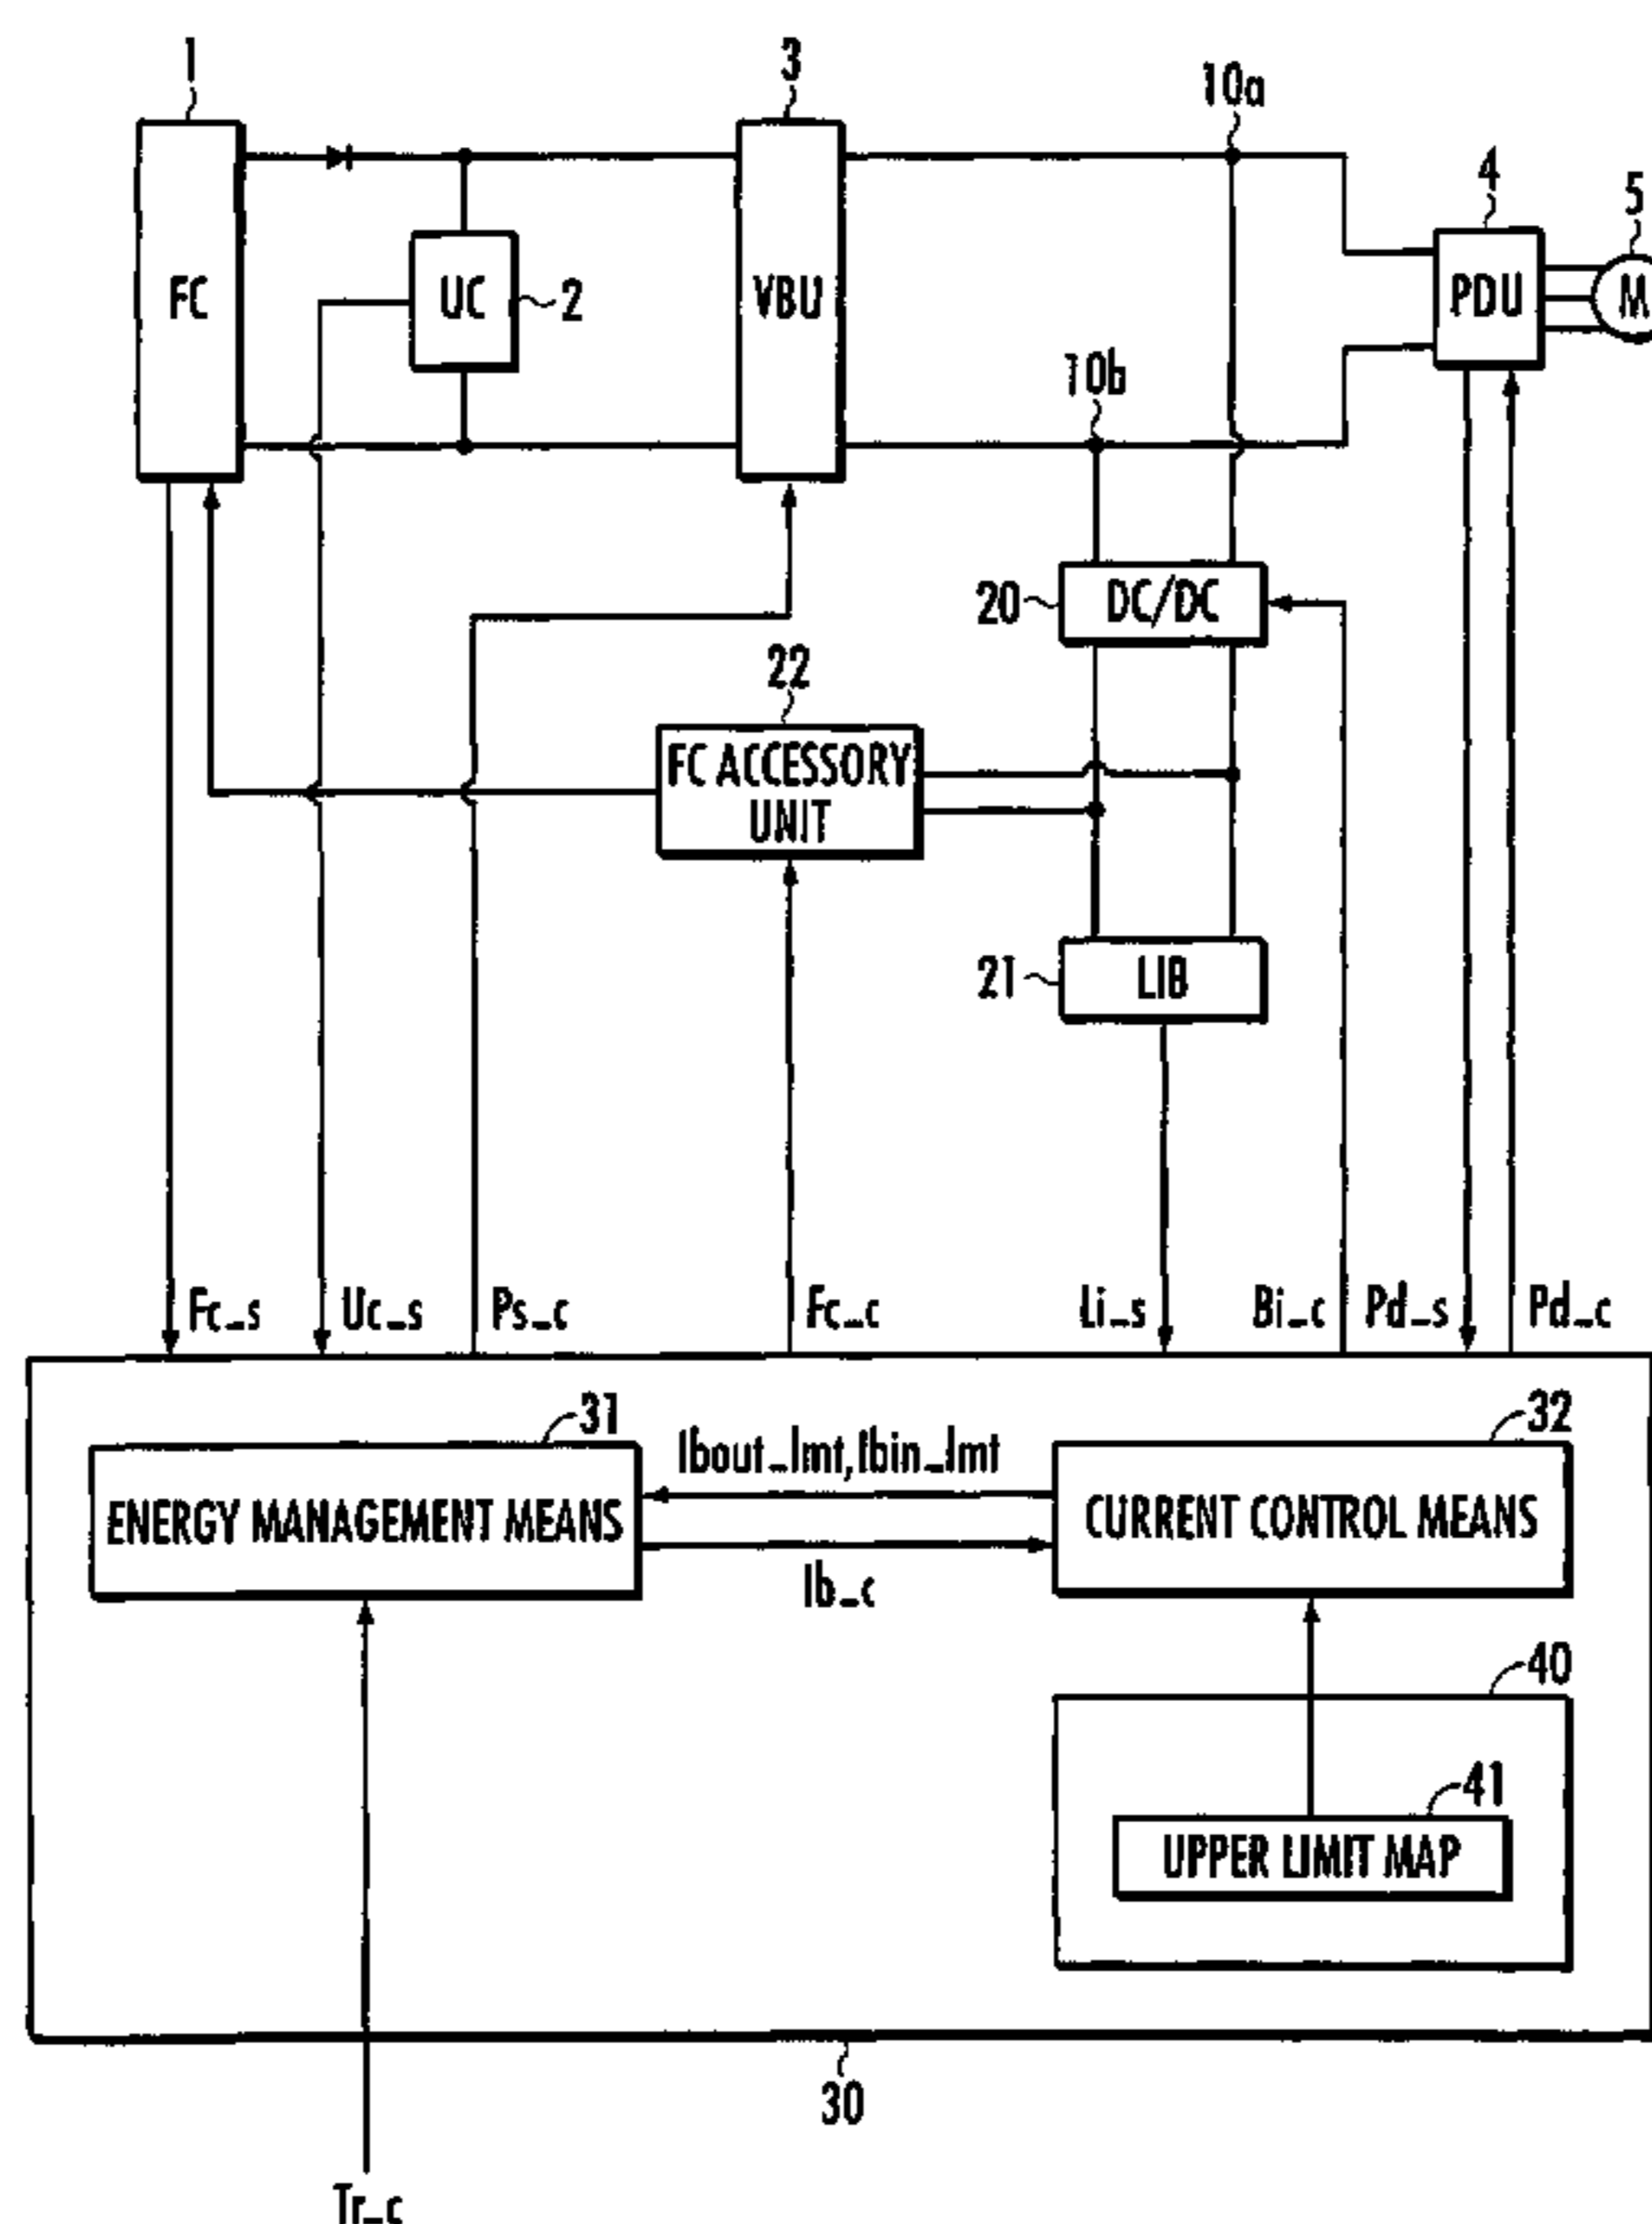 1
3
10a
4
5
FC
UC
2
VBU
PDU
M
10b
20
DC/DC
22
FC ACCESSORY
UNIT
21
LIB
Fc_s
Uc_s
Ps_c
Fc_c
Li_s
Bi_c
Pd_s
Pd_c
31
32
Ibout_lmt, Ibin_lmt
ENERGY MANAGEMENT MEANS
CURRENT CONTROL MEANS
Ib_c
40
41
UPPER LIMIT MAP
30
Tr_c